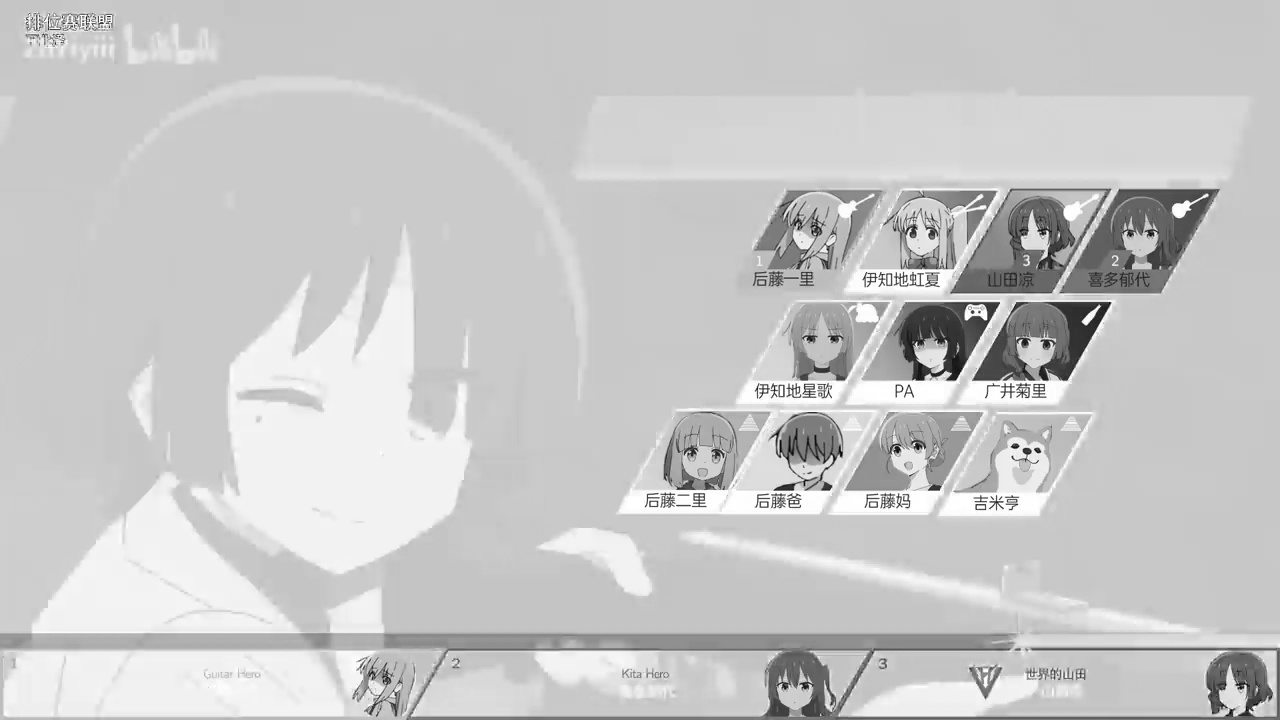 排位赛联盟
1
后藤一里
伊知地虹夏
3
山田凉
2
喜多郁代
伊知地星歌
PA
广井菊里
后藤二里
后藤爸
后藤妈
吉米亨
1
Guitar Hero
2
Kita Hero
3
世界的山田